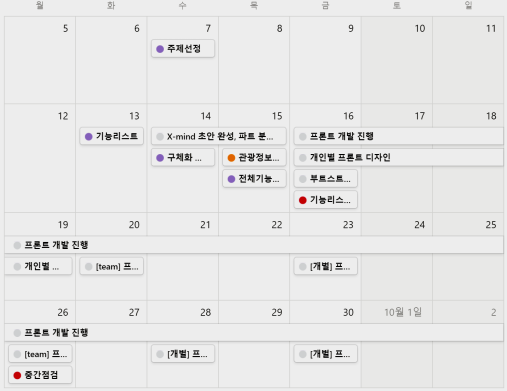 월 화 수 목 금 토 일
5 6 7 8 9 10 11
주제선정
12 13 14 15 16 17 18
기능리스트 X-mind 초안 완성, 파트 분... 프론트 개발 진행
구체화 ... 관광정보... 개인별 프론트 디자인
전체기능... 부트스트...
기능리스...
19 20 21 22 23 24 25
프론트 개발 진행
개인별 ... [team] 프... [개별] 프...
26 27 28 29 30 10월 1일 2
프론트 개발 진행
[team] 프... [개별] 프... [개별] 프...
중간점검